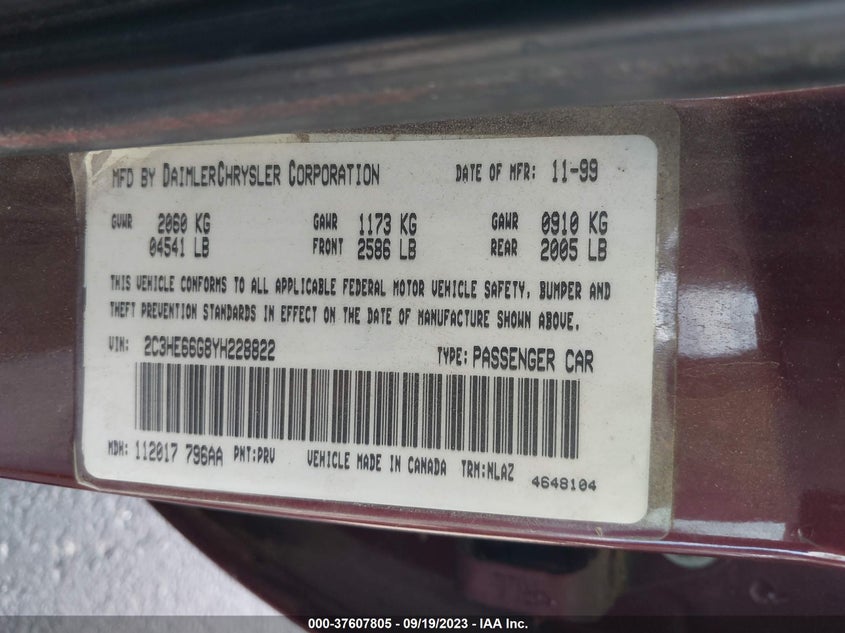 MFD BY DAIMLERCHRYSLER CORPORATION DATE OF MFR: 11-99
GVWR 2060 KG GAWR 1173 KG GAWR 0910 KG
04541 LB FRONT 2586 LB REAR 2005 LB
THIS VEHICLE CONFORMS TO ALL APPLICABLE FEDERAL MOTOR VEHICLE SAFETY, BUMPER AND
THEFT PREVENTION STANDARDS IN EFFECT ON THE DATE OF MANUFACTURE SHOWN ABOVE.
VIN: 2C3HE66G8YH228822 TYPE: PASSENGER CAR
MDH: 112017 796AA PNT:PRV VEHICLE MADE IN CANADA TRM:NLAZ 4648104
000-37607805 - 09/19/2023 - IAA Inc.